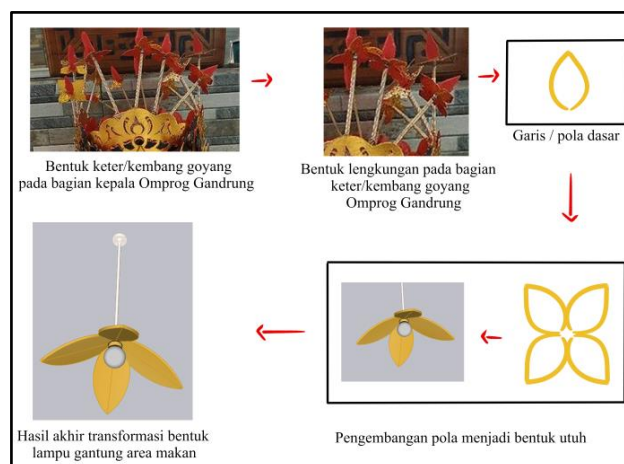 Bentuk keter/kembang goyang
pada bagian kepala Omprog Gandrung
Bentuk lengkungan pada bagian
keter/kembang goyang
Omprog Gandrung
Garis / pola dasar
Pengembangan pola menjadi bentuk utuh
Hasil akhir transformasi bentuk
lampu gantung area makan